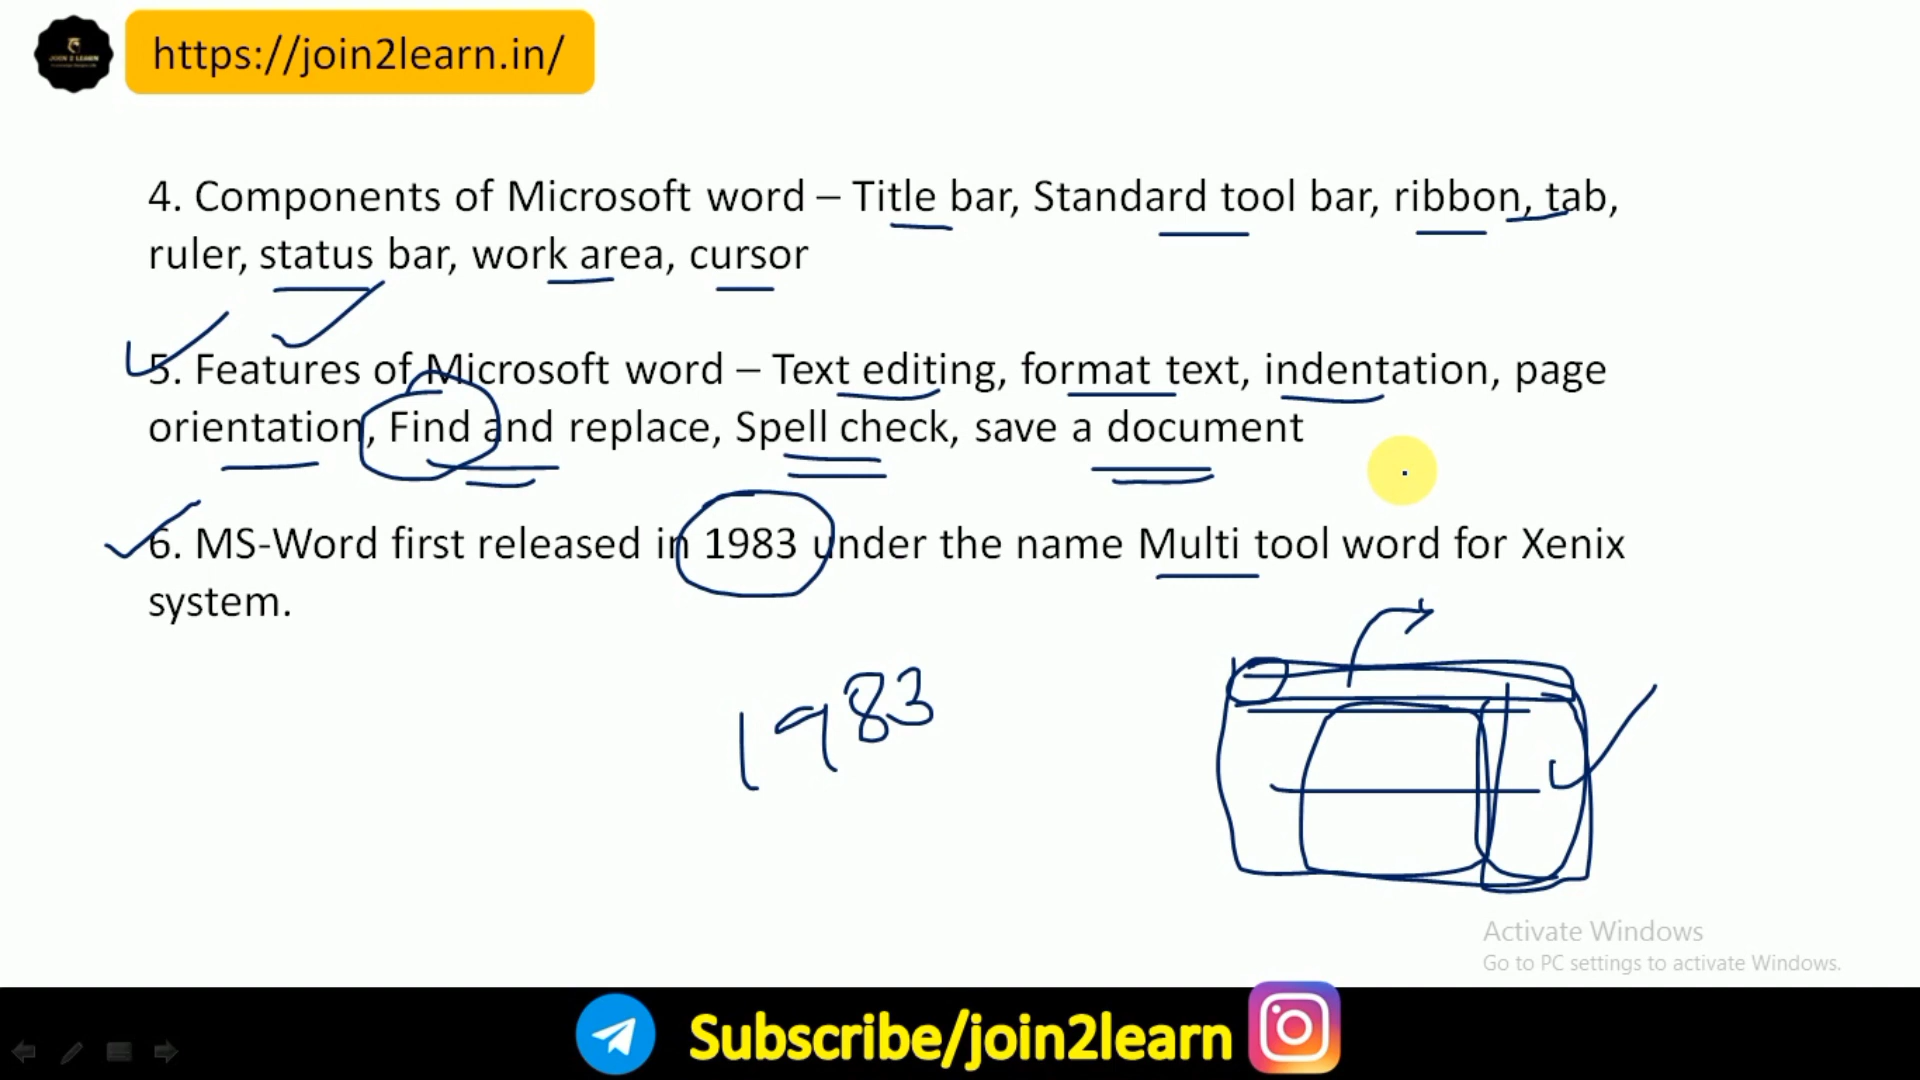 JOIN 2 LEARN
https://join2learn.in/
4. Components of Microsoft word – Title bar, Standard tool bar, ribbon, tab,
ruler, status bar, work area, cursor
5. Features of Microsoft word – Text editing, format text, indentation, page
orientation, Find and replace, Spell check, save a document
6. MS-Word first released in 1983 under the name Multi tool word for Xenix
system.
1983
Activate Windows
Go to PC settings to activate Windows.
Subscribe/join2learn